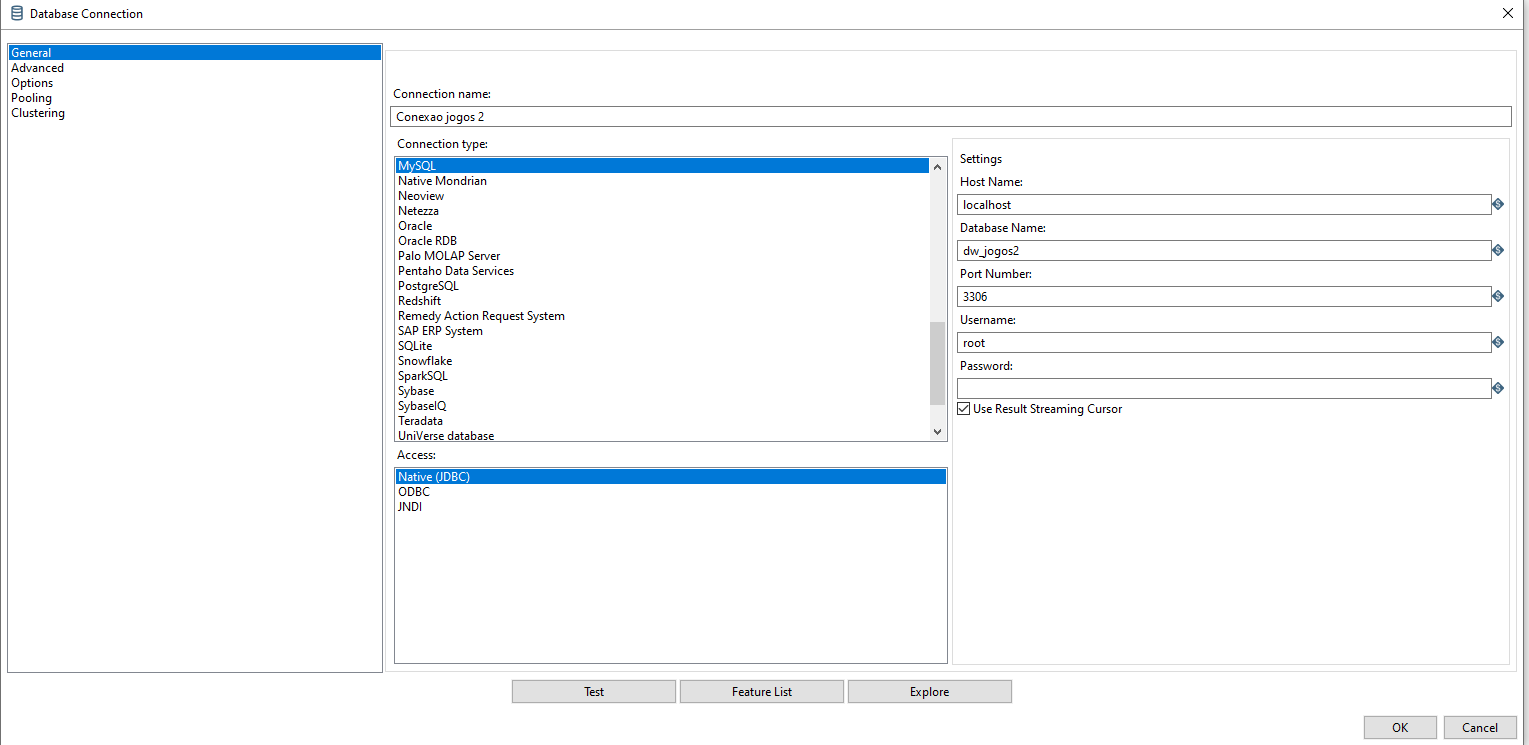 Database Connection
General
Advanced
Options
Pooling
Clustering
Connection name:
Conexao jogos 2
Connection type:
MySQL
Native Mondrian
Neoview
Netezza
Oracle
Oracle RDB
Palo MOLAP Server
Pentaho Data Services
PostgreSQL
Redshift
Remedy Action Request System
SAP ERP System
SQLite
Snowflake
SparkSQL
Sybase
SybaseIQ
Teradata
UniVerse database
Access:
Native (JDBC)
ODBC
JNDI
Settings
Host Name:
localhost
Database Name:
dw_jogos2
Port Number:
3306
Username:
root
Password:
Use Result Streaming Cursor
Test
Feature List
Explore
OK
Cancel